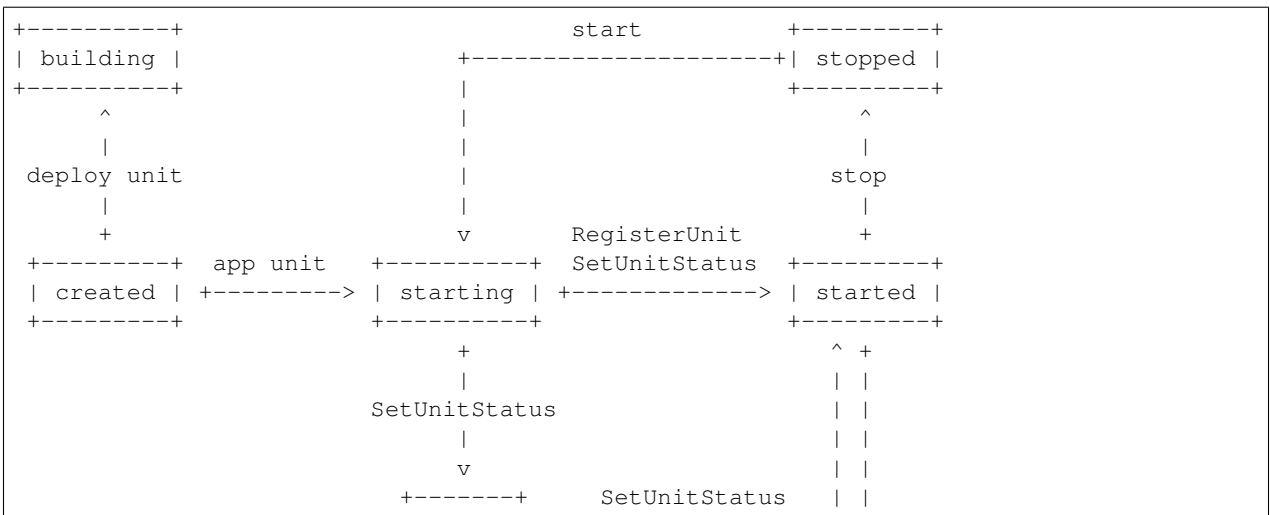 +----------+                           start               +---------+
| building |                   +---------------------+| stopped |
+----------+                   |                      +---------+
      ^                        |                           ^
      |                        |                           |
 deploy unit                   |                         stop
      |                        |                           |
      +                        v       RegisterUnit        +
 +---------+  app unit   +----------+  SetUnitStatus  +---------+
 | created | +---------> | starting | +-------------> | started |
 +---------+             +----------+                 +---------+
                               +                         ^ +
                               |                         | |
                         SetUnitStatus                   | |
                               |                         | |
                               v                         | |
                           +-------+     SetUnitStatus   | |